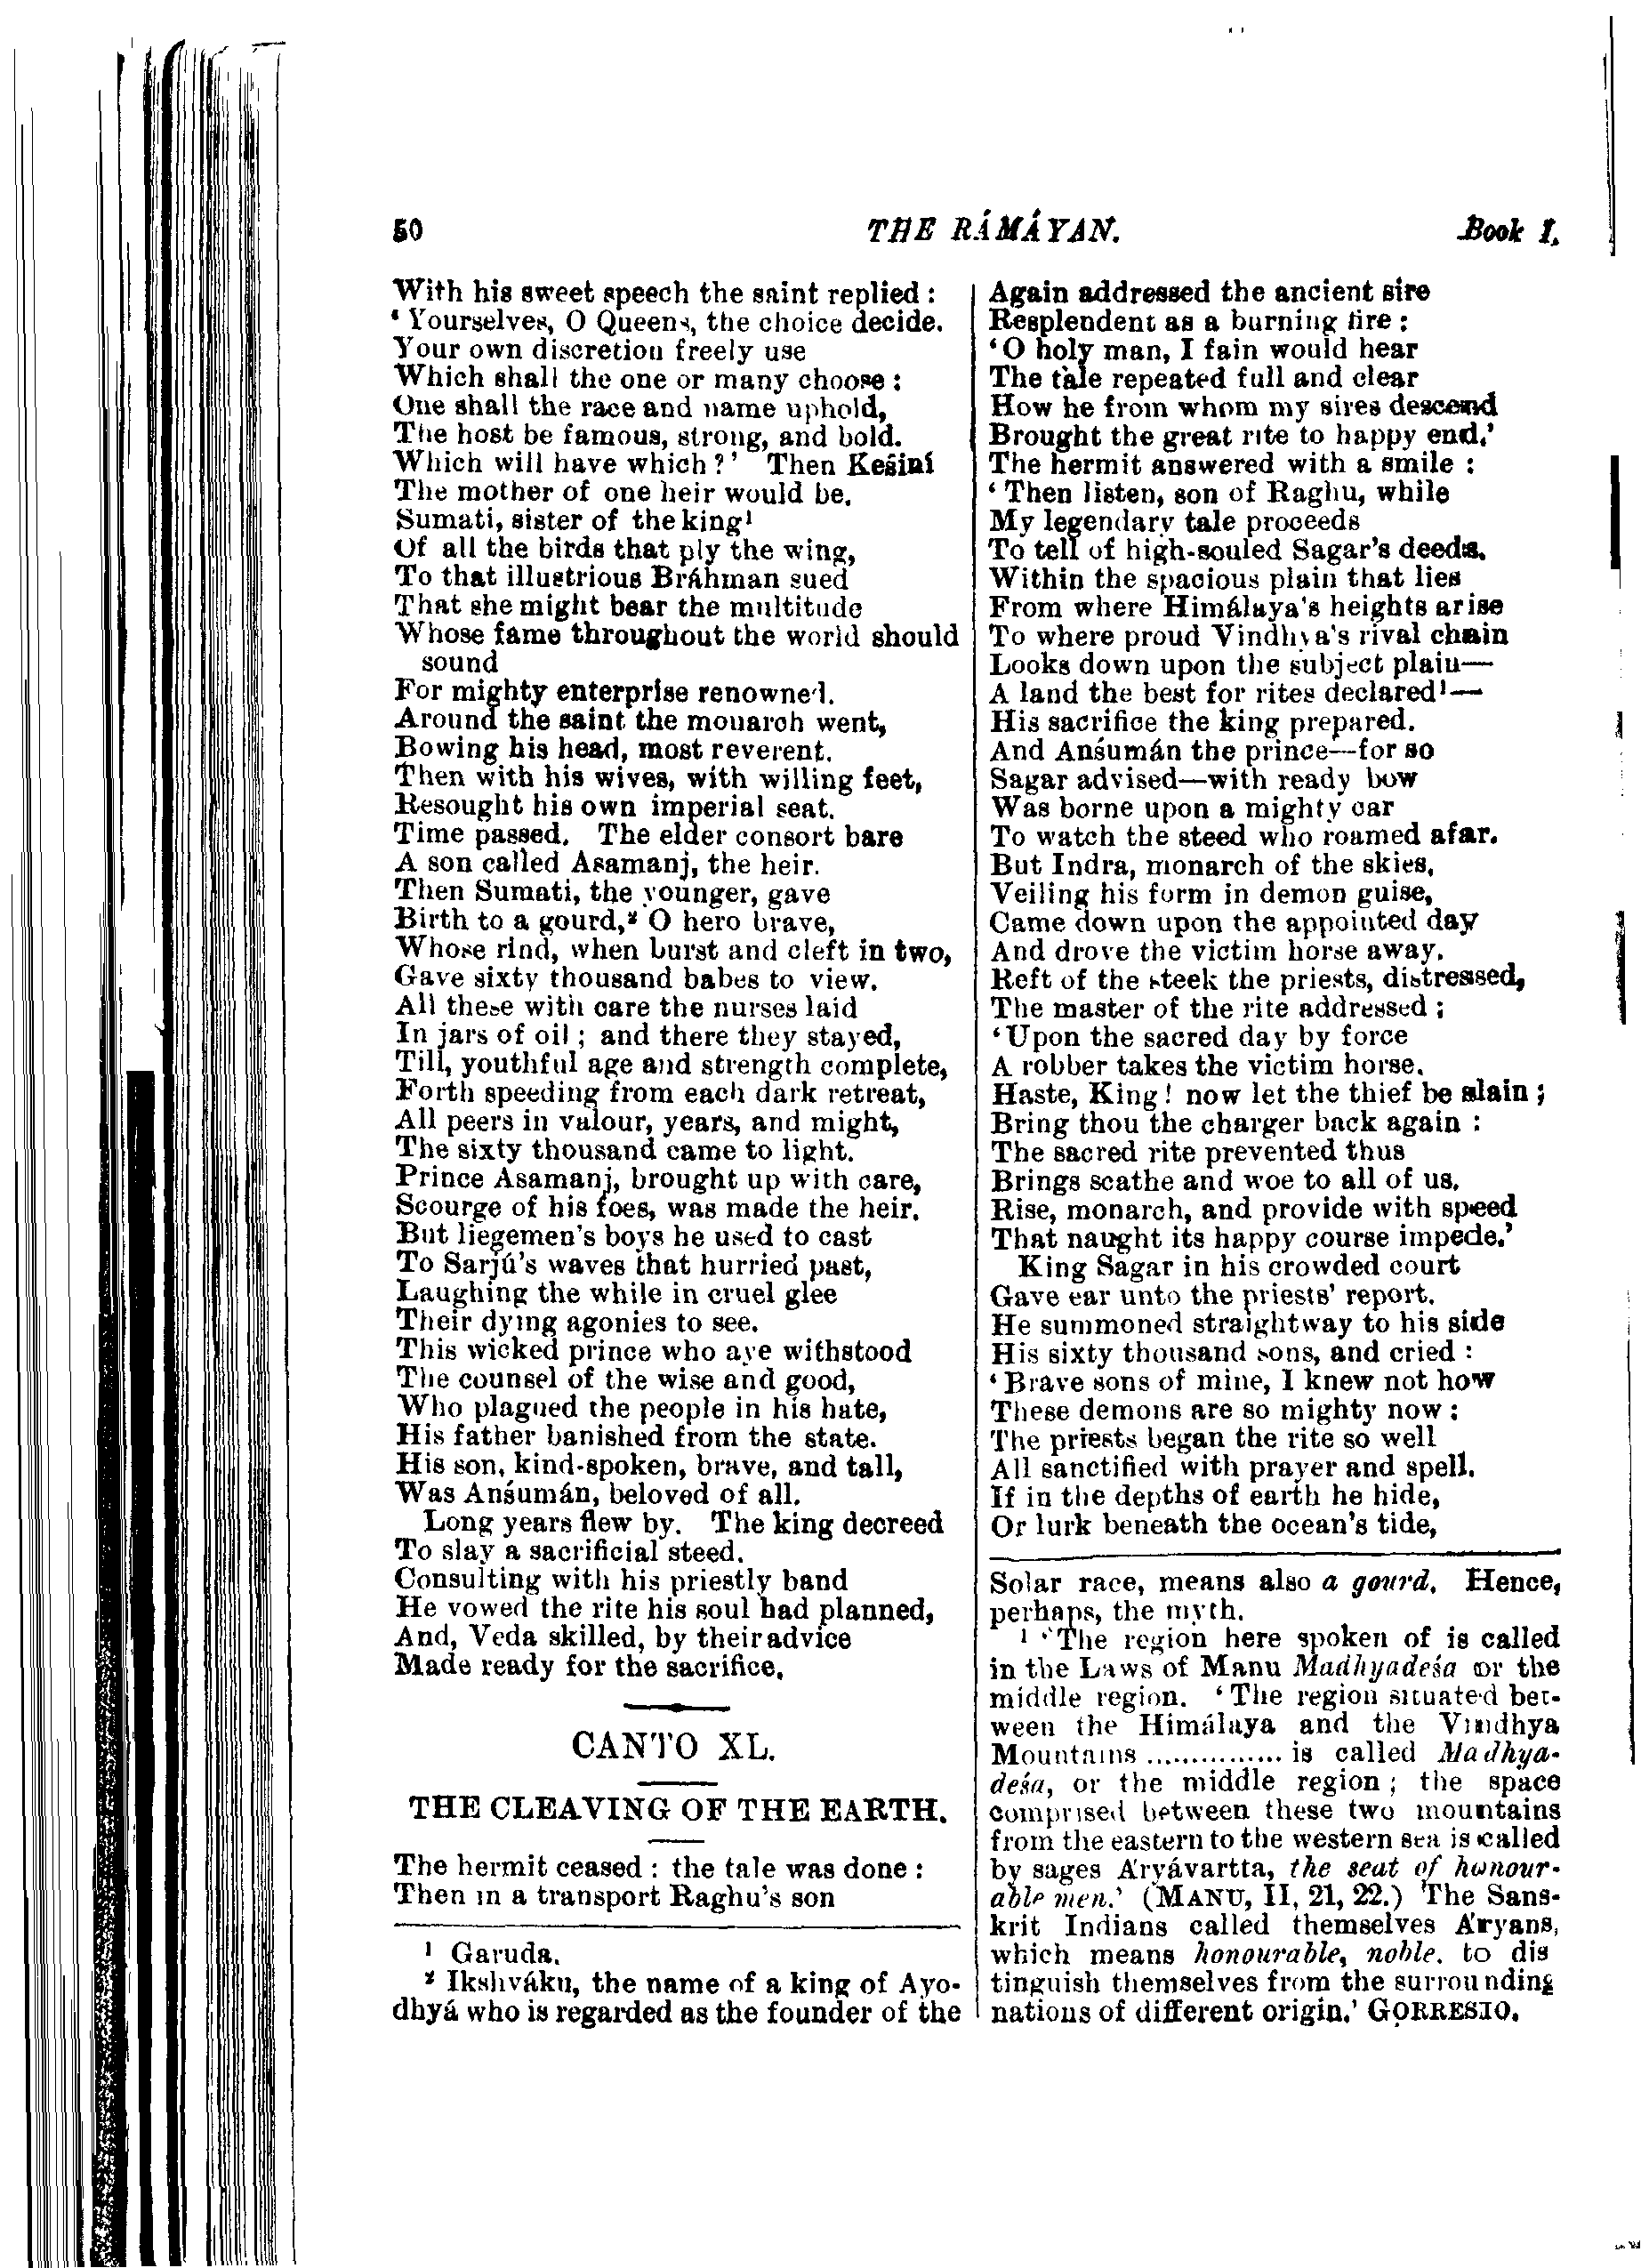 50
THE RÁMÁYAN.
Book I.
With his sweet speech the saint replied :
‘ Yourselves, O Queens, the choice decide.
Your own discretion freely use
Which shall the one or many choose :
One shall the race and name uphold,
The host be famous, strong, and bold.
Which will have which ?’ Then Keśiní
The mother of one heir would be.
Sumati, sister of the king¹
Of all the birds that ply the wing,
To that illustrious Bráhman sued
That she might bear the multitude
Whose fame throughout the world should
sound
For mighty enterprise renowned.
Around the saint the monarch went,
Bowing his head, most reverent.
Then with his wives, with willing feet,
Resought his own imperial seat.
Time passed. The elder consort bare
A son called Asamanj, the heir.
Then Sumati, the younger, gave
Birth to a gourd,² O hero brave,
Whose rind, when burst and cleft in two,
Gave sixty thousand babes to view.
All these with care the nurses laid
In jars of oil ; and there they stayed,
Till, youthful age and strength complete,
Forth speeding from each dark retreat,
All peers in valour, years, and might,
The sixty thousand came to light.
Prince Asamanj, brought up with care,
Scourge of his foes, was made the heir.
But liegemen's boys he used to cast
To Sarjú's waves that hurried past,
Laughing the while in cruel glee
Their dying agonies to see.
This wicked prince who aye withstood
The counsel of the wise and good,
Who plagued the people in his hate,
His father banished from the state.
His son, kind-spoken, brave, and tall,
Was Anśumán, beloved of all.
Long years flew by. The king decreed
To slay a sacrificial steed.
Consulting with his priestly band
He vowed the rite his soul had planned,
And, Veda skilled, by their advice
Made ready for the sacrifice.
CANTO XL.
THE CLEAVING OF THE EARTH.
The hermit ceased : the tale was done :
Then in a transport Raghu's son
¹ Garuda.
² Ikshváku, the name of a king of Ayo-
dhyá who is regarded as the founder of the
Again addressed the ancient sire
Resplendent as a burning fire :
‘O holy man, I fain would hear
The tale repeated full and clear
How he from whom my sires descend
Brought the great rite to happy end.’
The hermit answered with a smile :
‘ Then listen, son of Raghu, while
My legendary tale proceeds
To tell of high-souled Sagar's deeds.
Within the spacious plain that lies
From where Himálaya's heights arise
To where proud Vindhya's rival chain
Looks down upon the subject plain—
A land the best for rites declared¹—
His sacrifice the king prepared.
And Anśumán the prince—for so
Sagar advised—with ready bow
Was borne upon a mighty car
To watch the steed who roamed afar.
But Indra, monarch of the skies,
Veiling his form in demon guise,
Came down upon the appointed day
And drove the victim horse away.
Reft of the steek the priests, distressed,
The master of the rite addressed ;
‘Upon the sacred day by force
A robber takes the victim horse.
Haste, King! now let the thief be slain ;
Bring thou the charger back again :
The sacred rite prevented thus
Brings scathe and woe to all of us.
Rise, monarch, and provide with speed
That naught its happy course impede.’
King Sagar in his crowded court
Gave ear unto the priests' report.
He summoned straightway to his side
His sixty thousand sons, and cried :
‘ Brave sons of mine, I knew not how
These demons are so mighty now :
The priests began the rite so well
All sanctified with prayer and spell.
If in the depths of earth he hide,
Or lurk beneath the ocean's tide,
Solar race, means also a gourd. Hence,
perhaps, the myth.
¹ ‘The region here spoken of is called
in the Laws of Manu Madhyadeśa or the
middle region. ‘ The region situated bet-
ween the Himálaya and the Vindhya
Mountains ............... is called Madhya-
deśa, or the middle region ; the space
comprised between these two mountains
from the eastern to the western sea is called
by sages Áryávartta, the seat of honour-
able men.’ (MANU, II, 21, 22.) The Sans-
krit Indians called themselves Áryans,
which means honourable, noble. to dis
tinguish themselves from the surrounding
nations of different origin.’ GORRESIO.